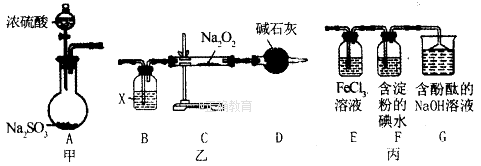 浓硫酸
Na₂SO₃
A
甲
X
Na₂O₂
碱石灰
B
C
D
乙
FeCl₃
溶液
含淀
粉的
碘水
含酚酞的
NaOH溶液
E
F
G
丙